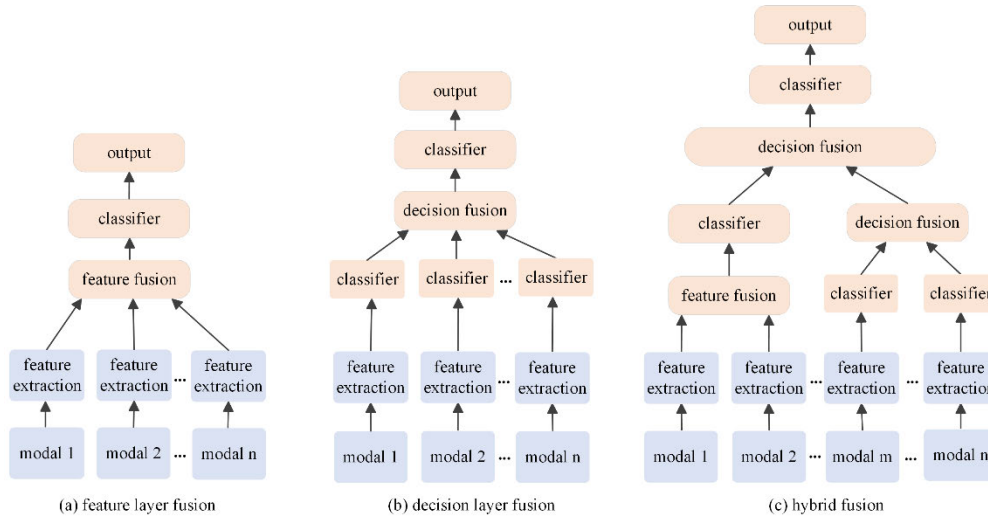 output
classifier
feature fusion
feature
extraction
feature
extraction
...
feature
extraction
modal 1
modal 2
...
modal n
(a) feature layer fusion
output
classifier
decision fusion
classifier
classifier
...
classifier
feature
extraction
feature
extraction
...
feature
extraction
modal 1
modal 2
...
modal n
(b) decision layer fusion
output
classifier
decision fusion
classifier
decision fusion
feature fusion
classifier
classifier
feature
extraction
feature
extraction
...
feature
extraction
...
feature
extraction
modal 1
modal 2
...
modal m
...
modal n
(c) hybrid fusion